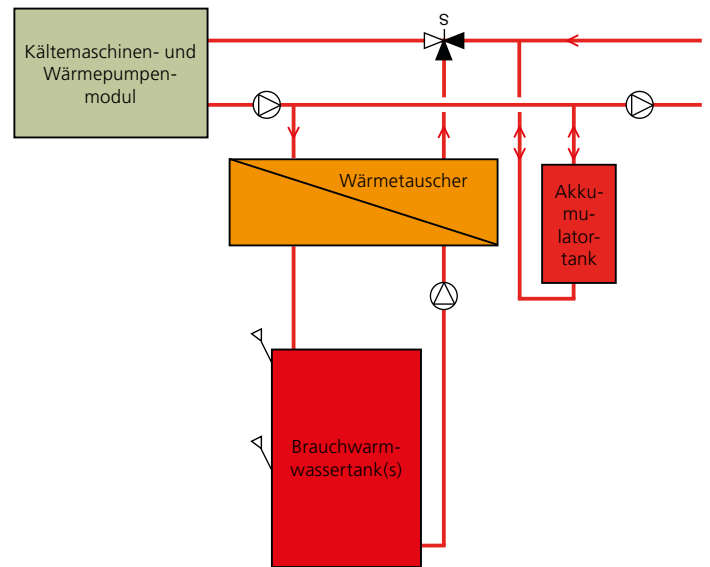 S
Kältemaschinen- und
Wärmepumpen-
modul
Wärmetauscher
Akku-
mu-
lator-
tank
Brauchwarm-
wassertank(s)